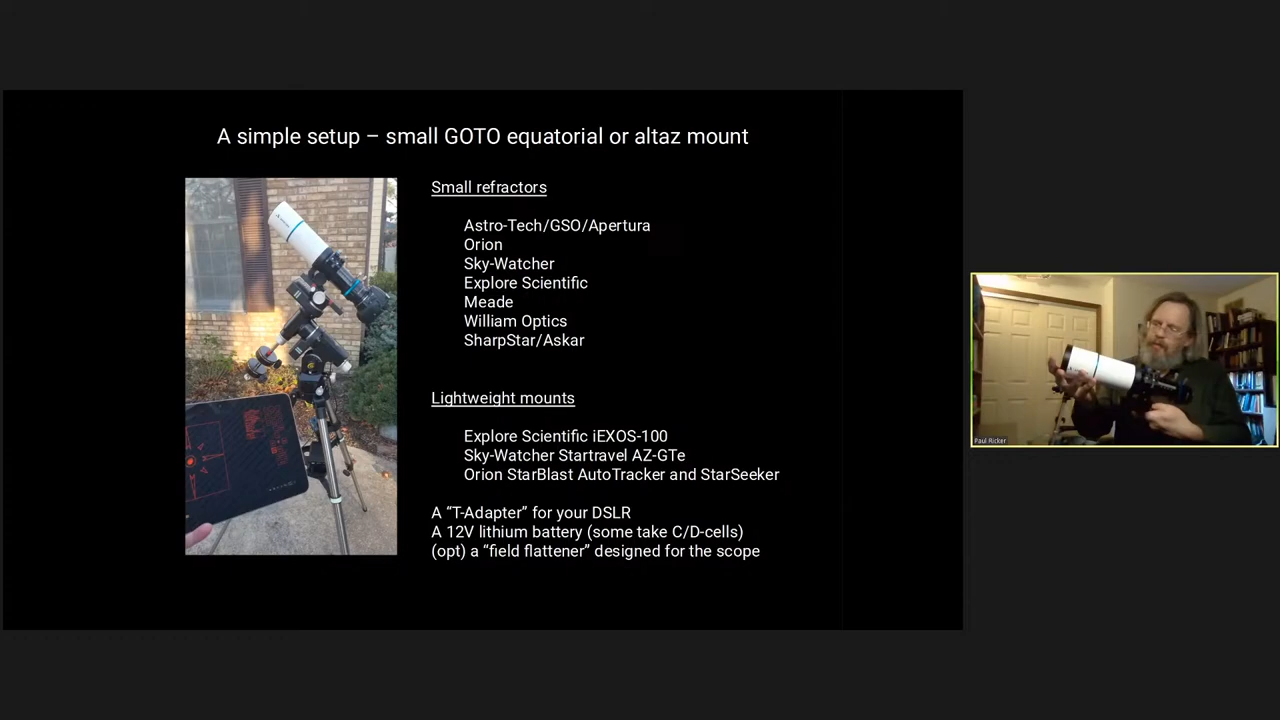 A simple setup – small GOTO equatorial or altaz mount
Small refractors
Astro-Tech/GSO/Apertura
Orion
Sky-Watcher
Explore Scientific
Meade
William Optics
SharpStar/Askar
Lightweight mounts
Explore Scientific iEXOS-100
Sky-Watcher Startravel AZ-GTe
Orion StarBlast AutoTracker and StarSeeker
A “T-Adapter” for your DSLR
A 12V lithium battery (some take C/D-cells)
(opt) a “field flattener” designed for the scope
Paul Ricker